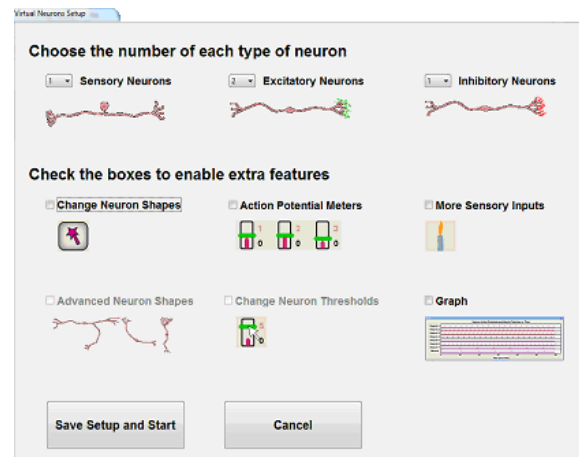 Virtual Neurons Setup
Choose the number of each type of neuron
1 Sensory Neurons
2 Excitatory Neurons
1 Inhibitory Neurons
Check the boxes to enable extra features
Change Neuron Shapes
Action Potential Meters
More Sensory Inputs
1 0 2 0 3 0
Advanced Neuron Shapes
Change Neuron Thresholds
Graph
0
Save Setup and Start
Cancel